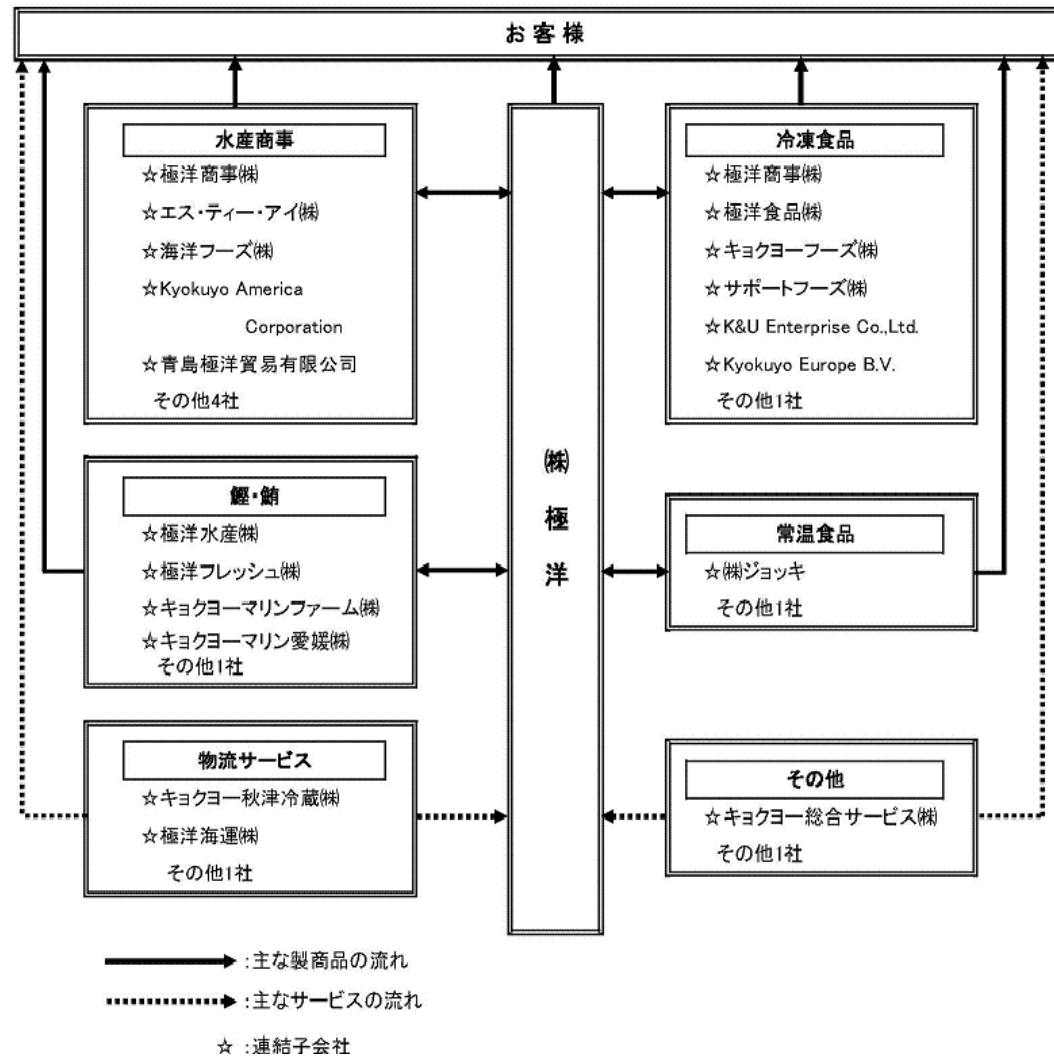 お客様
水産商事
☆極洋商事㈱
☆エス・ティー・アイ㈱
☆海洋フーズ㈱
☆Kyokuyo America
Corporation
☆青島極洋貿易有限公司
その他4社
鰹・鮪
☆極洋水産㈱
☆極洋フレッシュ㈱
☆キョクヨーマリンファーム㈱
☆キョクヨーマリン愛媛㈱
その他1社
物流サービス
☆キョクヨー秋津冷蔵㈱
☆極洋海運㈱
その他1社
㈱極洋
冷凍食品
☆極洋商事㈱
☆極洋食品㈱
☆キョクヨーフーズ㈱
☆サポートフーズ㈱
☆K&U Enterprise Co.,Ltd.
☆Kyokuyo Europe B.V.
その他1社
常温食品
☆㈱ジョッキ
その他1社
その他
☆キョクヨー総合サービス㈱
その他1社
:主な製商品の流れ
:主なサービスの流れ
☆ :連結子会社